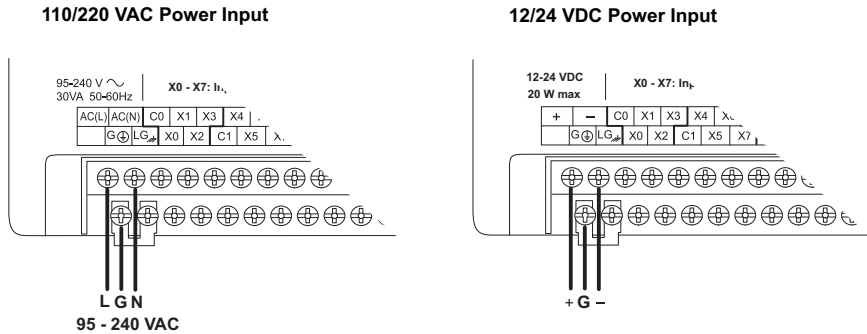 110/220 VAC Power Input
95-240 V
30VA 50-60Hz
X0 - X7:
AC(L) AC(N) C0 X1 X3 X4
G LG X0 X2 C1 X5
L G N
95 - 240 VAC
12/24 VDC Power Input
12-24 VDC
20 W max
X0 - X7:
+ – C0 X1 X3 X4
G LG X0 X2 C1 X5 X7
+ G –